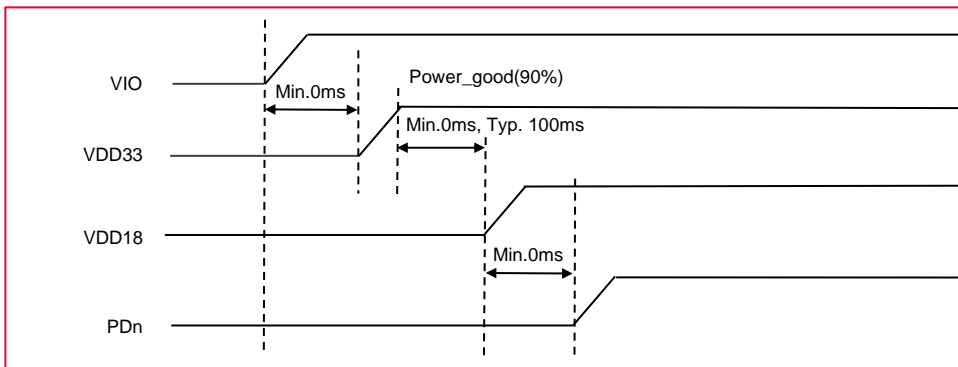 VIO
Min.0ms
Power_good(90%)
Min.0ms, Typ. 100ms
VDD33
VDD18
Min.0ms
PDn